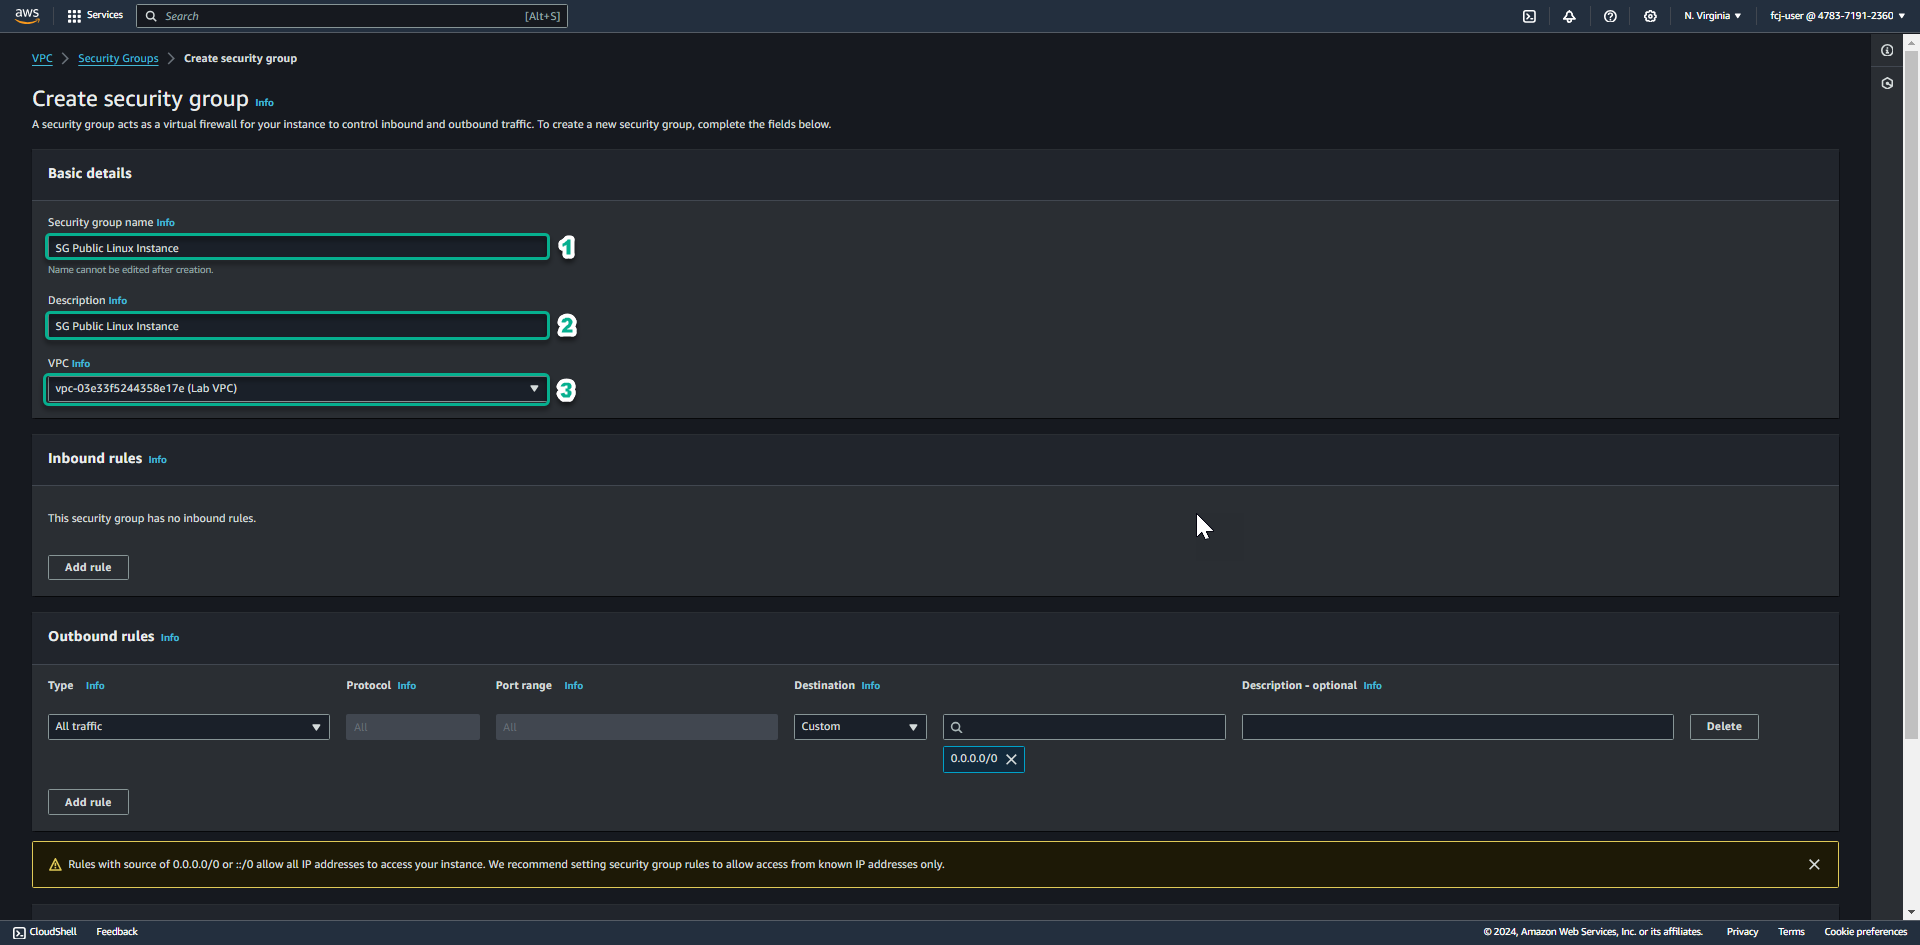 aws Services Search [Alt+S] N. Virginia fcj-user @ 4783-7191-2360
VPC Security Groups Create security group
Create security group Info
A security group acts as a virtual firewall for your instance to control inbound and outbound traffic. To create a new security group, complete the fields below.
Basic details
Security group name Info
SG Public Linux Instance 1
Name cannot be edited after creation.
Description Info
SG Public Linux Instance 2
VPC Info
vpc-03e33f5244358e17e (Lab VPC) 3
Inbound rules Info
This security group has no inbound rules.
Add rule
Outbound rules Info
Type Info Protocol Info Port range Info Destination Info Description - optional Info
All traffic All All Custom Delete
0.0.0.0/0
Add rule
Rules with source of 0.0.0.0/0 or ::/0 allow all IP addresses to access your instance. We recommend setting security group rules to allow access from known IP addresses only.
CloudShell Feedback © 2024, Amazon Web Services, Inc. or its affiliates. Privacy Terms Cookie preferences